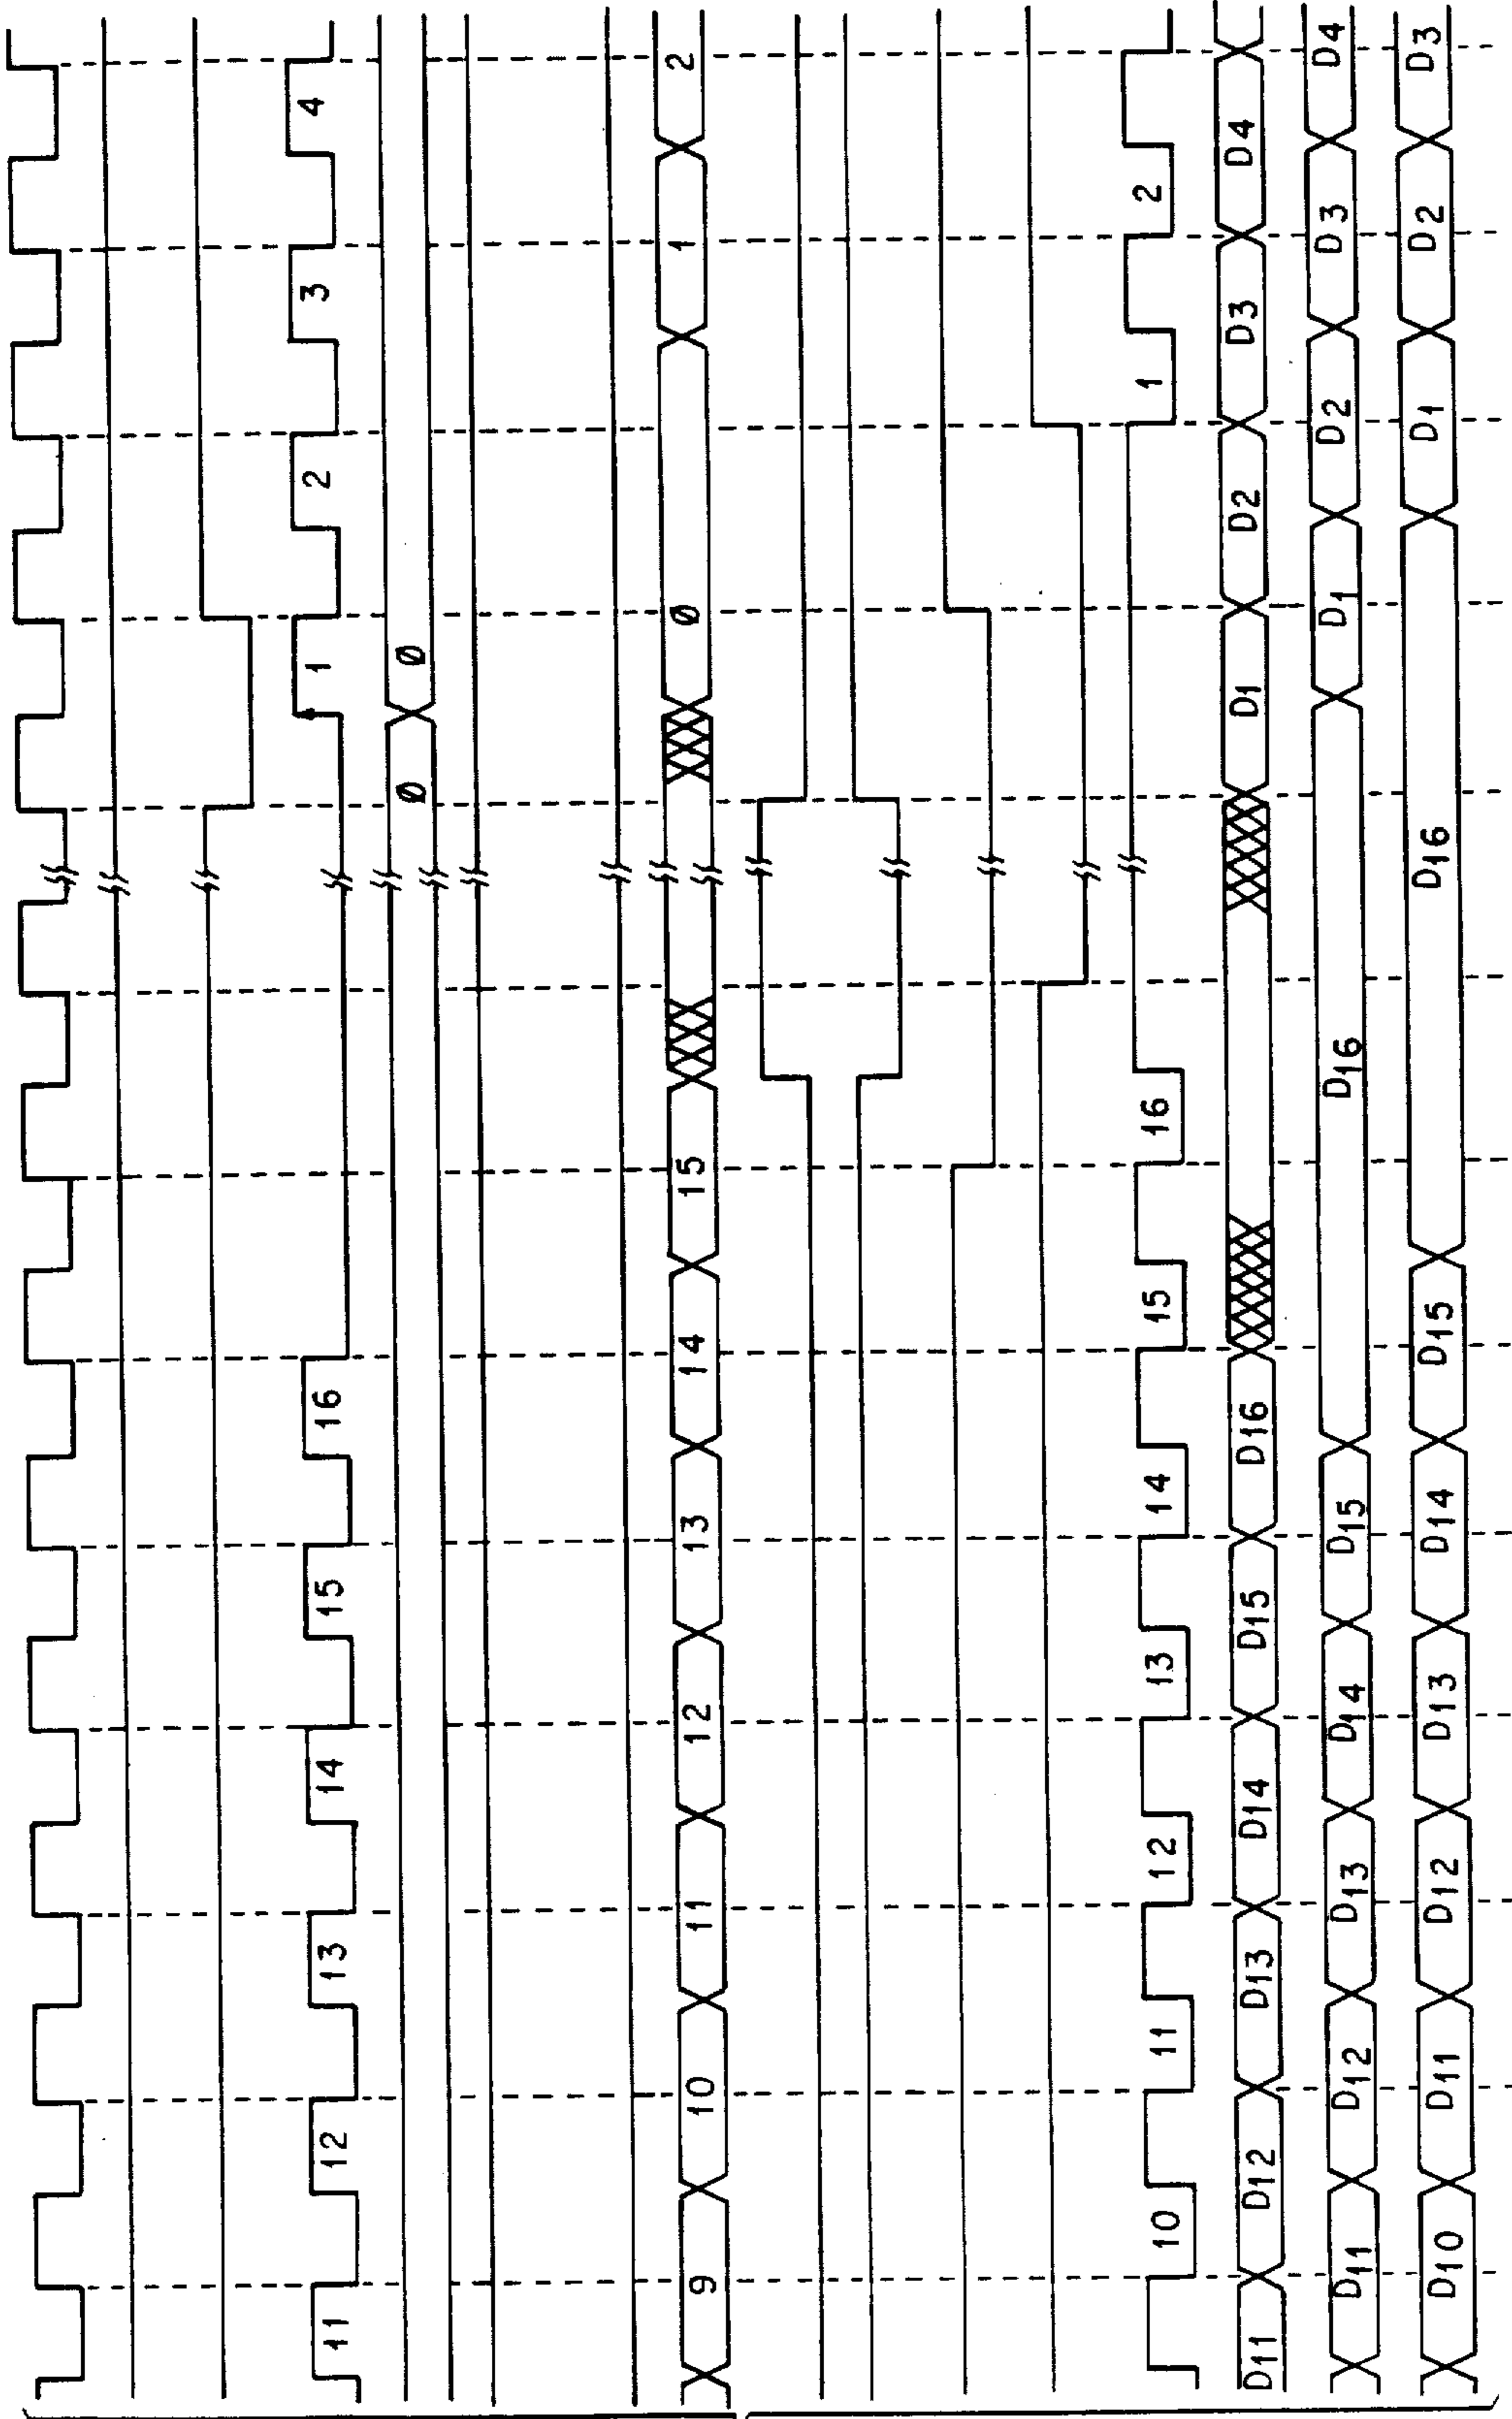 11 12 13 14 15 16 1 2 3 4
Ø Ø
9 10 11 12 13 14 15 Ø 1 2
10 11 12 13 14 15 16 1 2
D11 D12 D13 D14 D15 D16 D1 D2 D3 D4
D11 D12 D13 D14 D15 D16 D1 D2 D3 D4
D10 D11 D12 D13 D14 D15 D16 D1 D2 D3